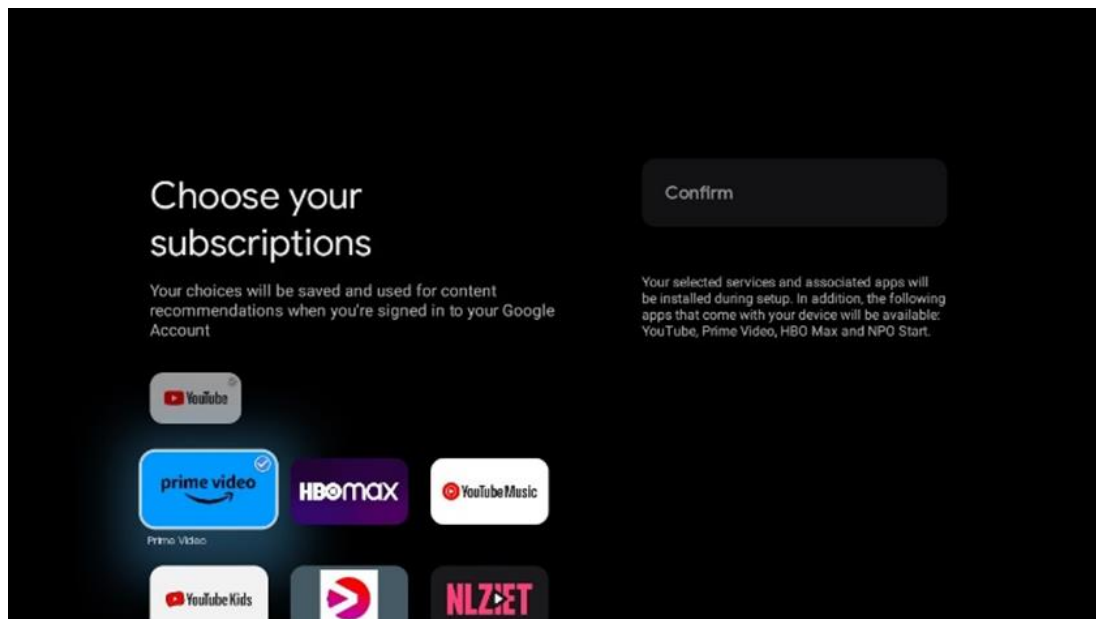 Choose your
subscriptions
Your choices will be saved and used for content
recommendations when you're signed in to your Google
Account
YouTube
prime video
HBOmax
YouTube Music
Prime Video
YouTube Kids
NLZIET
Confirm
Your selected services and associated apps will
be installed during setup. In addition, the following
apps that come with your device will be available:
YouTube, Prime Video, HBO Max and NPO Start.